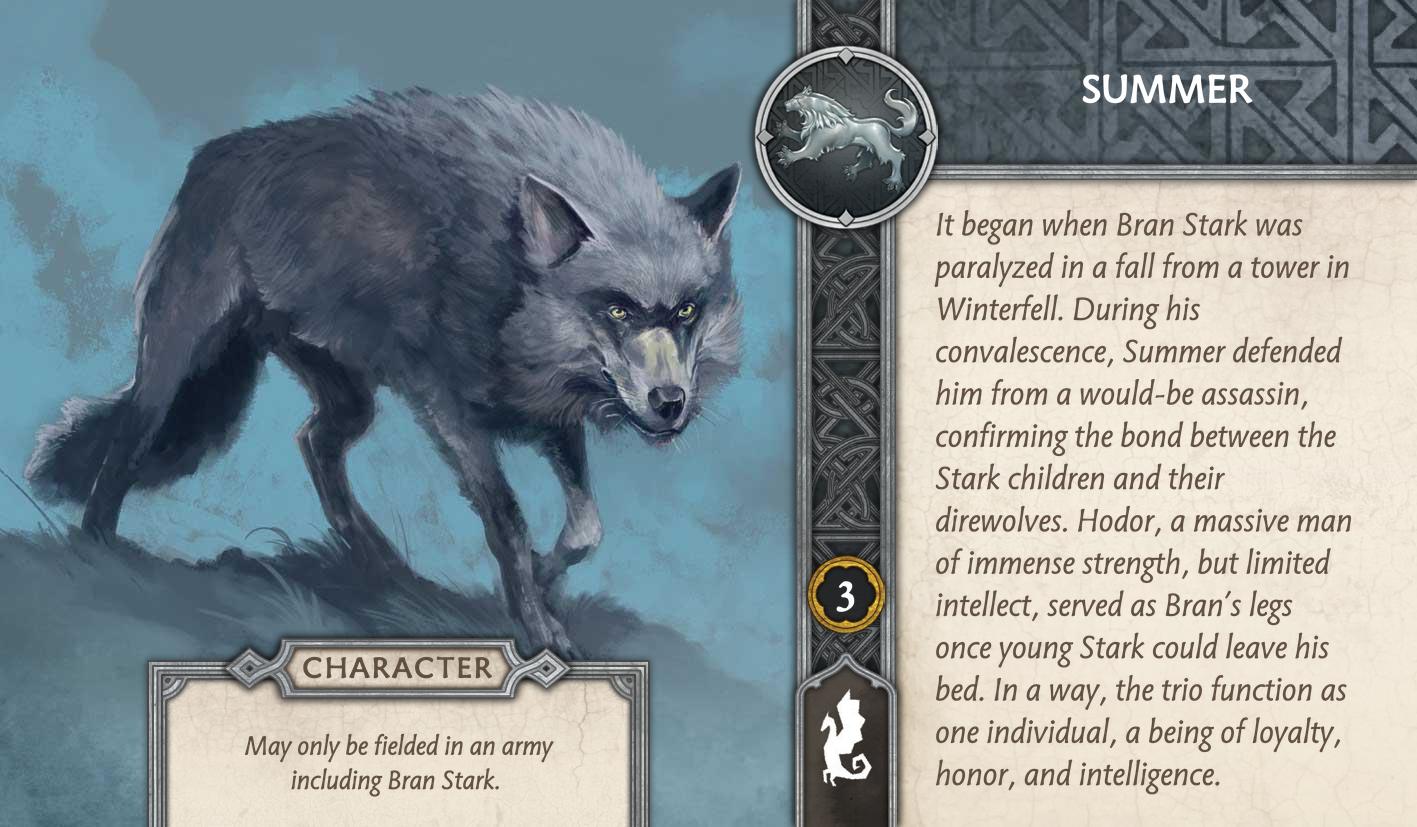 SUMMER
It began when Bran Stark was
paralyzed in a fall from a tower in
Winterfell. During his
convalescence, Summer defended
him from a would-be assassin,
confirming the bond between the
Stark children and their
direwolves. Hodor, a massive man
of immense strength, but limited
intellect, served as Bran’s legs
once young Stark could leave his
bed. In a way, the trio function as
one individual, a being of loyalty,
honor, and intelligence.
3
CHARACTER
May only be fielded in an army
including Bran Stark.